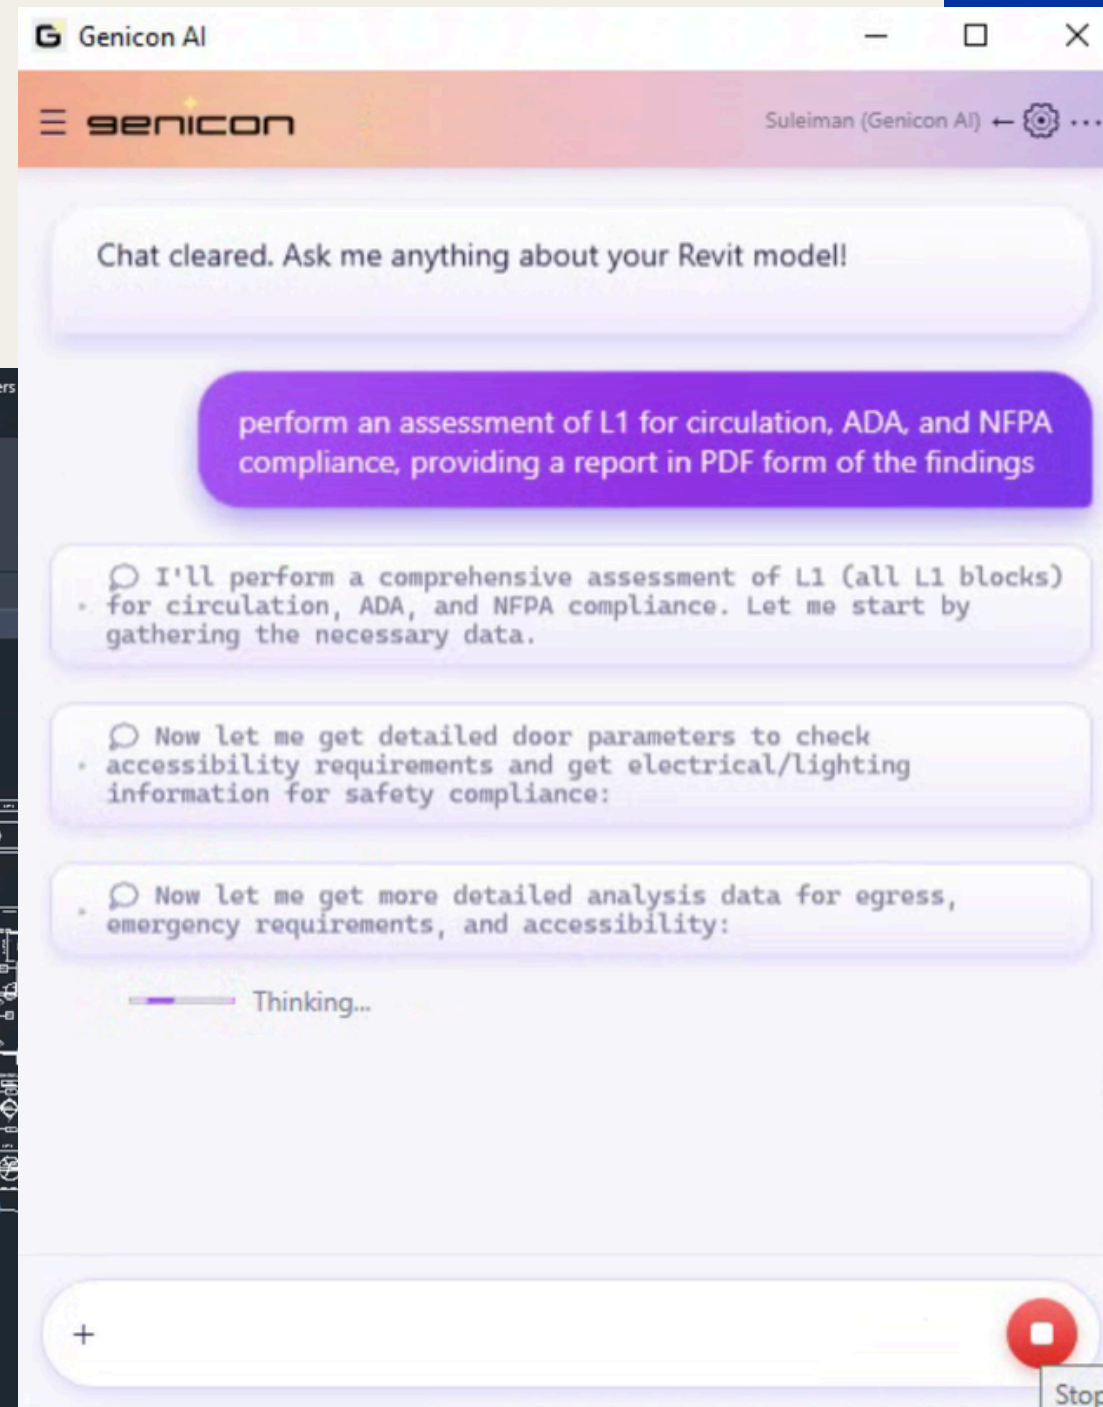 Genicon AI
genicon
Suleiman (Genicon AI)
Chat cleared. Ask me anything about your Revit model!
ers
perform an assessment of L1 for circulation, ADA, and NFPA
compliance, providing a report in PDF form of the findings
I'll perform a comprehensive assessment of L1 (all L1 blocks)
for circulation, ADA, and NFPA compliance. Let me start by
gathering the necessary data.
Now let me get detailed door parameters to check
accessibility requirements and get electrical/lighting
information for safety compliance:
Now let me get more detailed analysis data for egress,
emergency requirements, and accessibility:
Thinking...
+
Stop